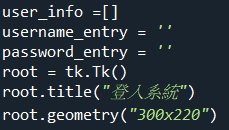 user_info =[]
username_entry = ''
password_entry = ''
root = tk.Tk()
root.title("登入系統")
root.geometry("300x220")